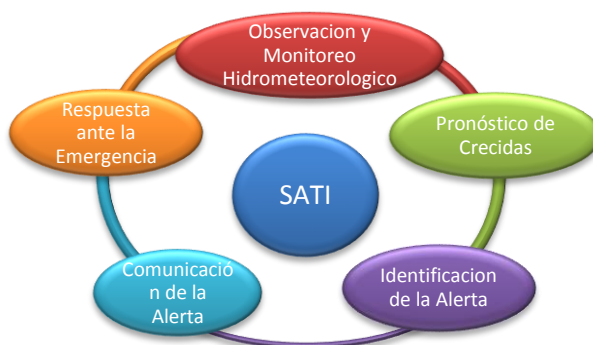 Observacion y
Monitoreo
Hidrometeorologico
Pronóstico de
Crecidas
Identificacion
de la Alerta
Comunicació
n de la
Alerta
Respuesta
ante la
Emergencia
SATI